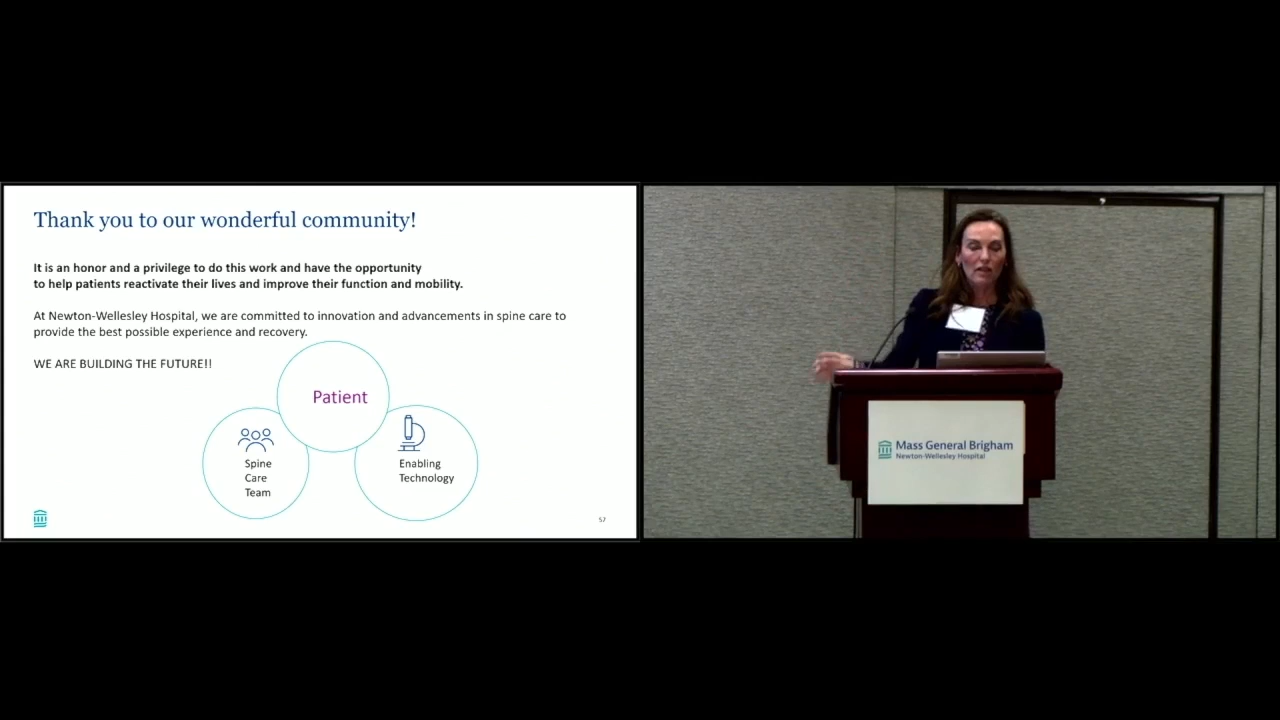 Thank you to our wonderful community!
It is an honor and a privilege to do this work and have the opportunity
to help patients reactivate their lives and improve their function and mobility.
At Newton-Wellesley Hospital, we are committed to innovation and advancements in spine care to
provide the best possible experience and recovery.
WE ARE BUILDING THE FUTURE!!
Patient
Spine
Care
Team
Enabling
Technology
57
Mass General Brigham
Newton-Wellesley Hospital